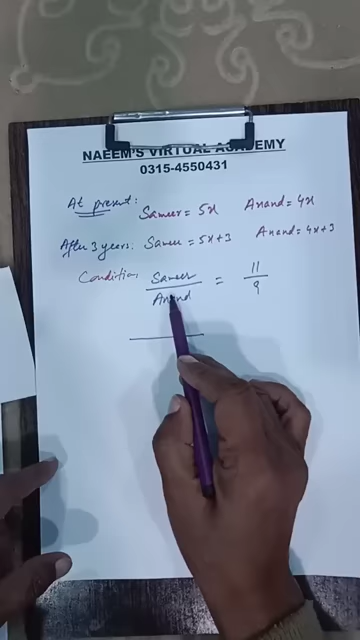 NAEEM'S VIRTUAL ACADEMY
0315-4550431
At present: Sameer = 5x Anand = 4x
After 3 years: Sameer = 5x+3 Anand = 4x+3
Condition: Sameer / Anand = 11 / 9